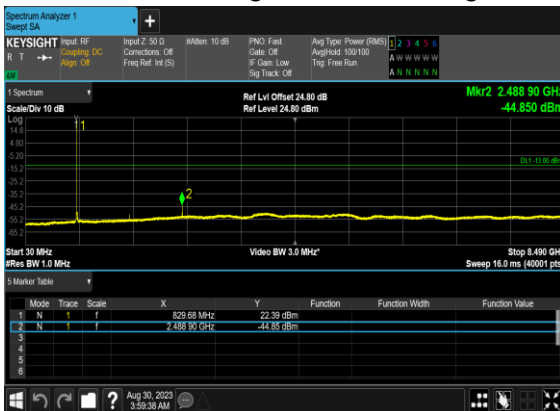 Spectrum Analyzer 1
Swept SA
KEYSIGHT Input: RF Input Z: 50 Ω #Atten: 10 dB PNO: Fast Avg Type: Power (RMS) 1 2 3 4 5 6
R T Coupling: DC Corrections: Off Gate: Off Avg|Hold: 100/100 A W W W W W
Align: Off Freq Ref: Int (S) IF Gain: Low Trig: Free Run
Sig Track: Off A N N N N N
1 Spectrum Ref Lvl Offset 24.80 dB Mkr2 2.488 90 GHz
Scale/Div 10 dB Ref Level 24.80 dBm -44.850 dBm
Log
1
14.8
4.80
-5.20
DL1 -13.00 dBm
-15.2
-25.2
-35.2
2
-45.2
-55.2
-65.2
Start 30 MHz Video BW 3.0 MHz* Stop 8.490 GHz
#Res BW 1.0 MHz Sweep 16.0 ms (40001 pts)
5 Marker Table
Mode Trace Scale X Y Function Function Width Function Value
1 N 1 f 829.68 MHz 22.39 dBm
2 N 1 f 2.488 90 GHz -44.85 dBm
3
4
5
6
? Aug 30, 2023
3:59:38 AM